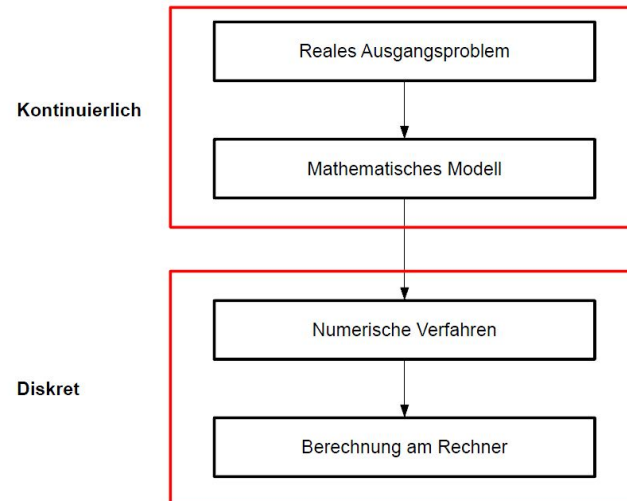 Reales Ausgangsproblem
Kontinuierlich
Mathematisches Modell
Numerische Verfahren
Diskret
Berechnung am Rechner